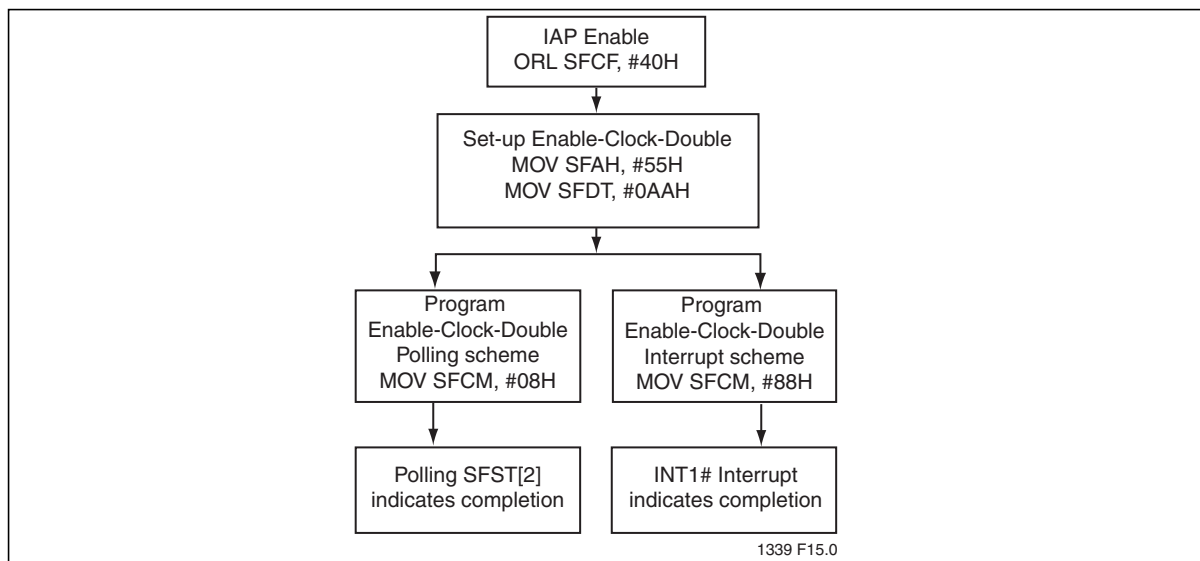 IAP Enable
ORL SFCF, #40H
Set-up Enable-Clock-Double
MOV SFAH, #55H
MOV SFDT, #0AAH
Program
Enable-Clock-Double
Polling scheme
MOV SFCM, #08H
Program
Enable-Clock-Double
Interrupt scheme
MOV SFCM, #88H
Polling SFST[2]
indicates completion
INT1# Interrupt
indicates completion
1339 F15.0